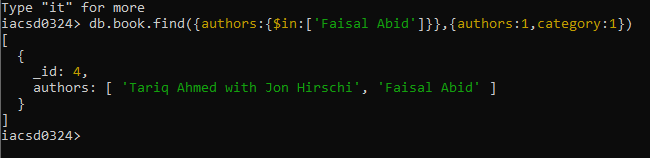 Type "it" for more
iacsd0324> db.book.find({authors:{$in:['Faisal Abid']}},{authors:1,category:1})
[
  {
    _id: 4,
    authors: [ 'Tariq Ahmed with Jon Hirschi', 'Faisal Abid' ]
  }
]
iacsd0324>